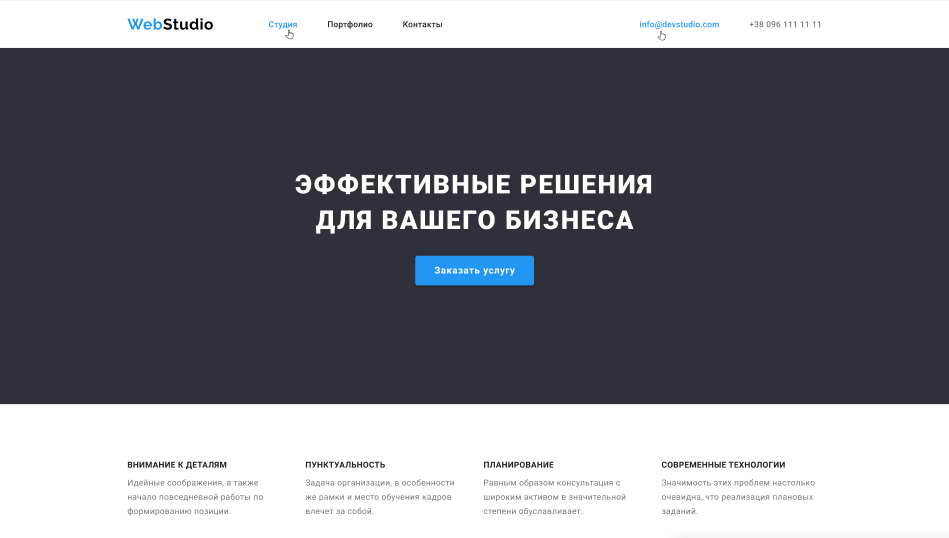 WebStudio
Студия
Портфолио
Контакты
info@devstudio.com
+38 096 111 11 11
ЭФФЕКТИВНЫЕ РЕШЕНИЯ
ДЛЯ ВАШЕГО БИЗНЕСА
Заказать услугу
ВНИМАНИЕ К ДЕТАЛЯМ
Идейные соображения, а также
начало повседневной работы по
формированию позиции.
ПУНКТУАЛЬНОСТЬ
Задача организации, в особенности
же рамки и место обучения кадров
влечет за собой.
ПЛАНИРОВАНИЕ
Равным образом консультация с
широким активом в значительной
степени обуславливает.
СОВРЕМЕННЫЕ ТЕХНОЛОГИИ
Значимость этих проблем настолько
очевидна, что реализация плановых
заданий.